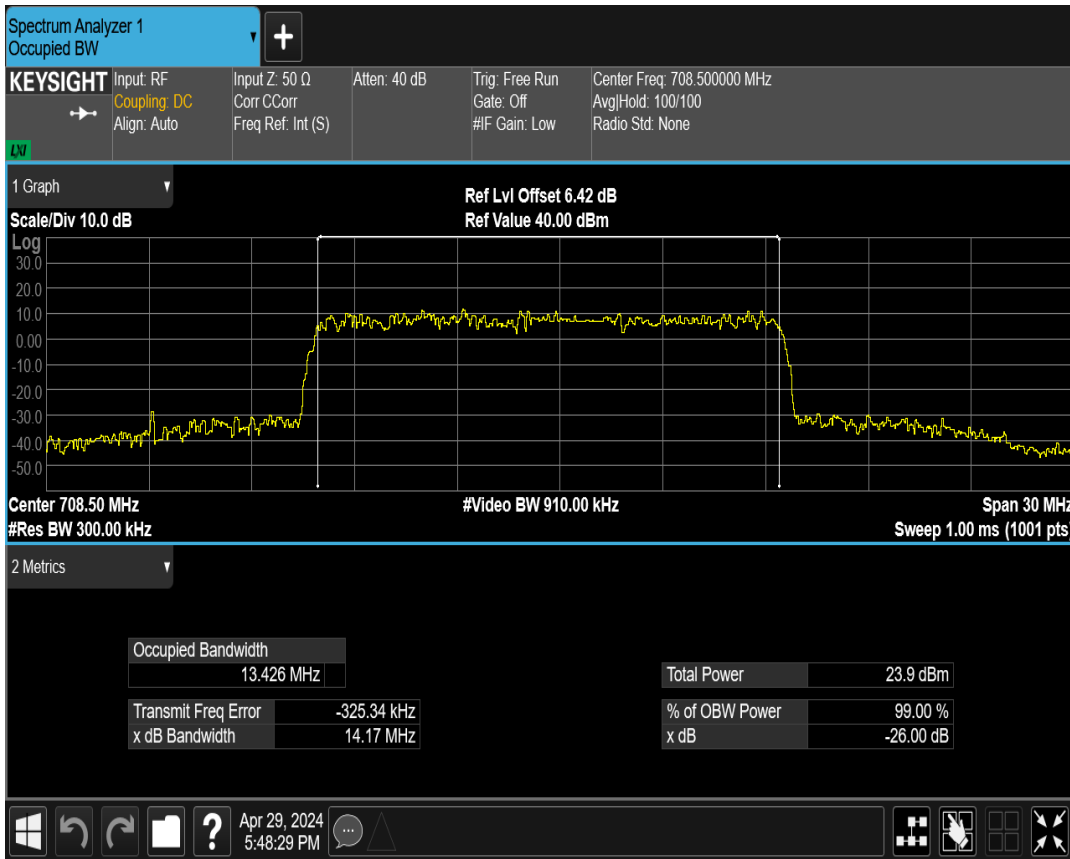 Spectrum Analyzer 1
Occupied BW
+
KEYSIGHT
LXI
Input: RF
Coupling: DC
Align: Auto
Input Z: 50 Ω
Corr CCorr
Freq Ref: Int (S)
Atten: 40 dB
Trig: Free Run
Gate: Off
#IF Gain: Low
Center Freq: 708.500000 MHz
Avg|Hold: 100/100
Radio Std: None
1 Graph
Scale/Div 10.0 dB
Ref Lvl Offset 6.42 dB
Ref Value 40.00 dBm
Log
30.0
20.0
10.0
0.00
-10.0
-20.0
-30.0
-40.0
-50.0
Center 708.50 MHz
#Res BW 300.00 kHz
#Video BW 910.00 kHz
Span 30 MHz
Sweep 1.00 ms (1001 pts)
2 Metrics
Occupied Bandwidth
13.426 MHz
Transmit Freq Error -325.34 kHz
x dB Bandwidth 14.17 MHz
Total Power 23.9 dBm
% of OBW Power 99.00 %
x dB -26.00 dB
?
Apr 29, 2024
5:48:29 PM